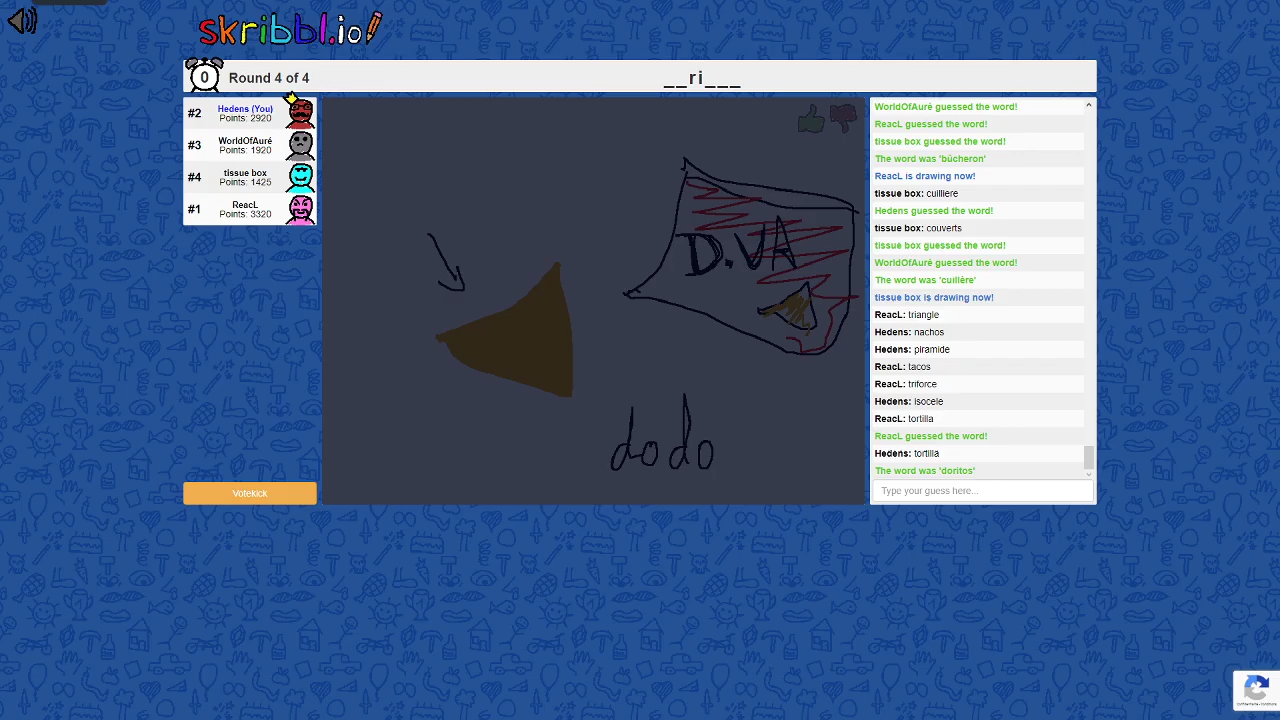 skribbl.io
0
Round 4 of 4
__ri___
#2
Hedens (You)
Points: 2920
#3
WorldOfAuré
Points: 1920
#4
tissue box
Points: 1425
#1
ReacL
Points: 3320
Votekick
D.VA
dodo
WorldOfAuré guessed the word!
ReacL guessed the word!
tissue box guessed the word!
The word was 'bûcheron'
ReacL is drawing now!
tissue box: cuilliere
Hedens guessed the word!
tissue box: couverts
tissue box guessed the word!
WorldOfAuré guessed the word!
The word was 'cuillère'
tissue box is drawing now!
ReacL: triangle
Hedens: nachos
Hedens: piramide
ReacL: tacos
ReacL: triforce
Hedens: isocele
ReacL: tortilla
ReacL guessed the word!
Hedens: tortilla
The word was 'doritos'
Type your guess here...